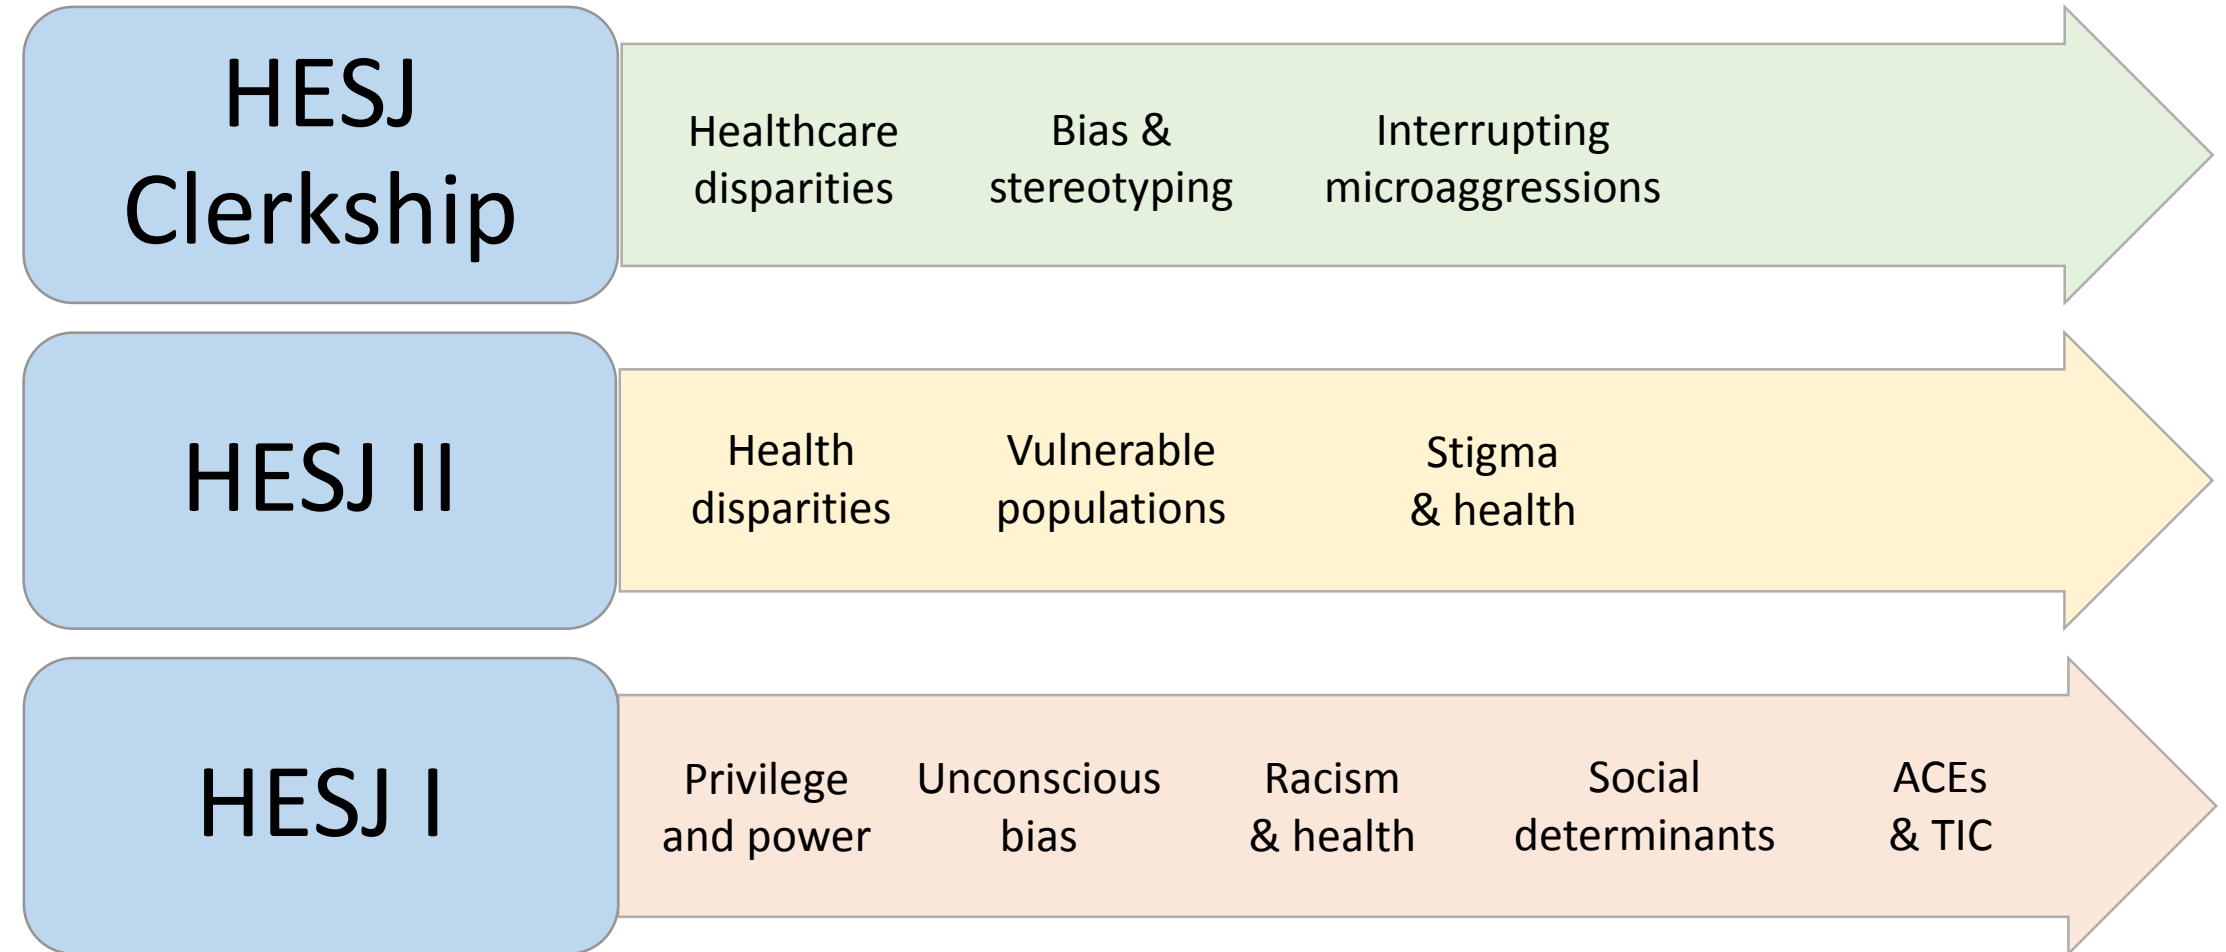 HESJ
Clerkship
Healthcare
disparities
Bias &
stereotyping
Interrupting
microaggressions
HESJ II
Health
disparities
Vulnerable
populations
Stigma
& health
HESJ I
Privilege
and power
Unconscious
bias
Racism
& health
Social
determinants
ACEs
& TIC